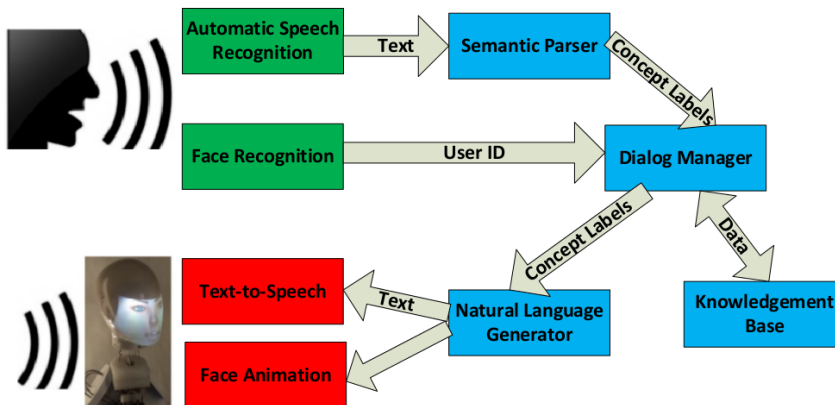 Automatic Speech
Recognition
Text
Semantic Parser
Concept Labels
Face Recognition
User ID
Dialog Manager
Concept Labels
Data
Text-to-Speech
Text
Natural Language
Generator
Knowledgement
Base
Face Animation